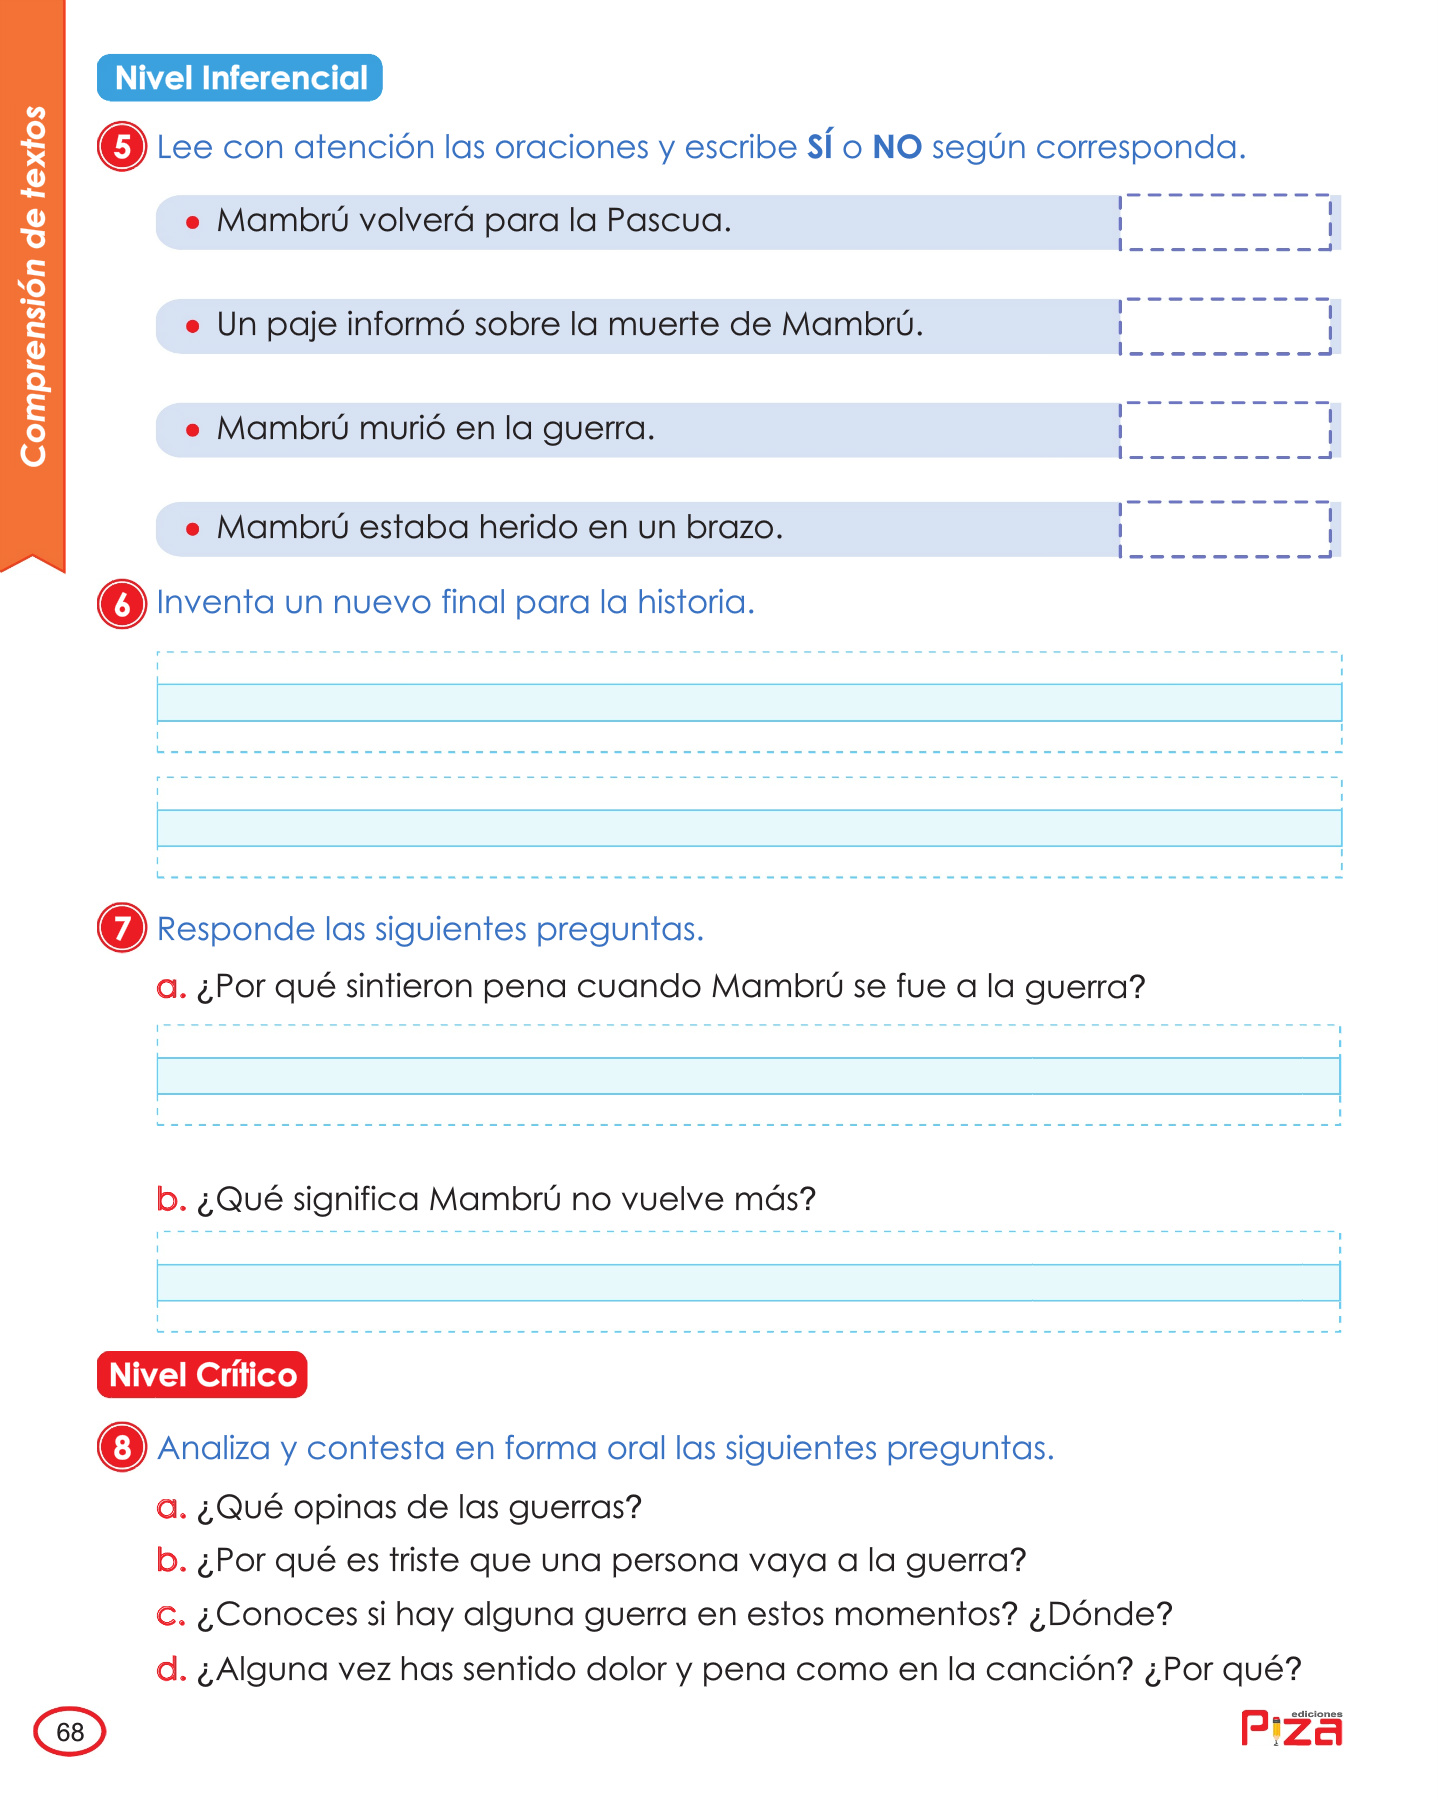 Comprensión de textos
Nivel Inferencial
5 Lee con atención las oraciones y escribe SÍ o NO según corresponda.
• Mambrú volverá para la Pascua.
• Un paje informó sobre la muerte de Mambrú.
• Mambrú murió en la guerra.
• Mambrú estaba herido en un brazo.
6 Inventa un nuevo final para la historia.
7 Responde las siguientes preguntas.
a. ¿Por qué sintieron pena cuando Mambrú se fue a la guerra?
b. ¿Qué significa Mambrú no vuelve más?
Nivel Crítico
8 Analiza y contesta en forma oral las siguientes preguntas.
a. ¿Qué opinas de las guerras?
b. ¿Por qué es triste que una persona vaya a la guerra?
c. ¿Conoces si hay alguna guerra en estos momentos? ¿Dónde?
d. ¿Alguna vez has sentido dolor y pena como en la canción? ¿Por qué?
68
ediciones
Piza